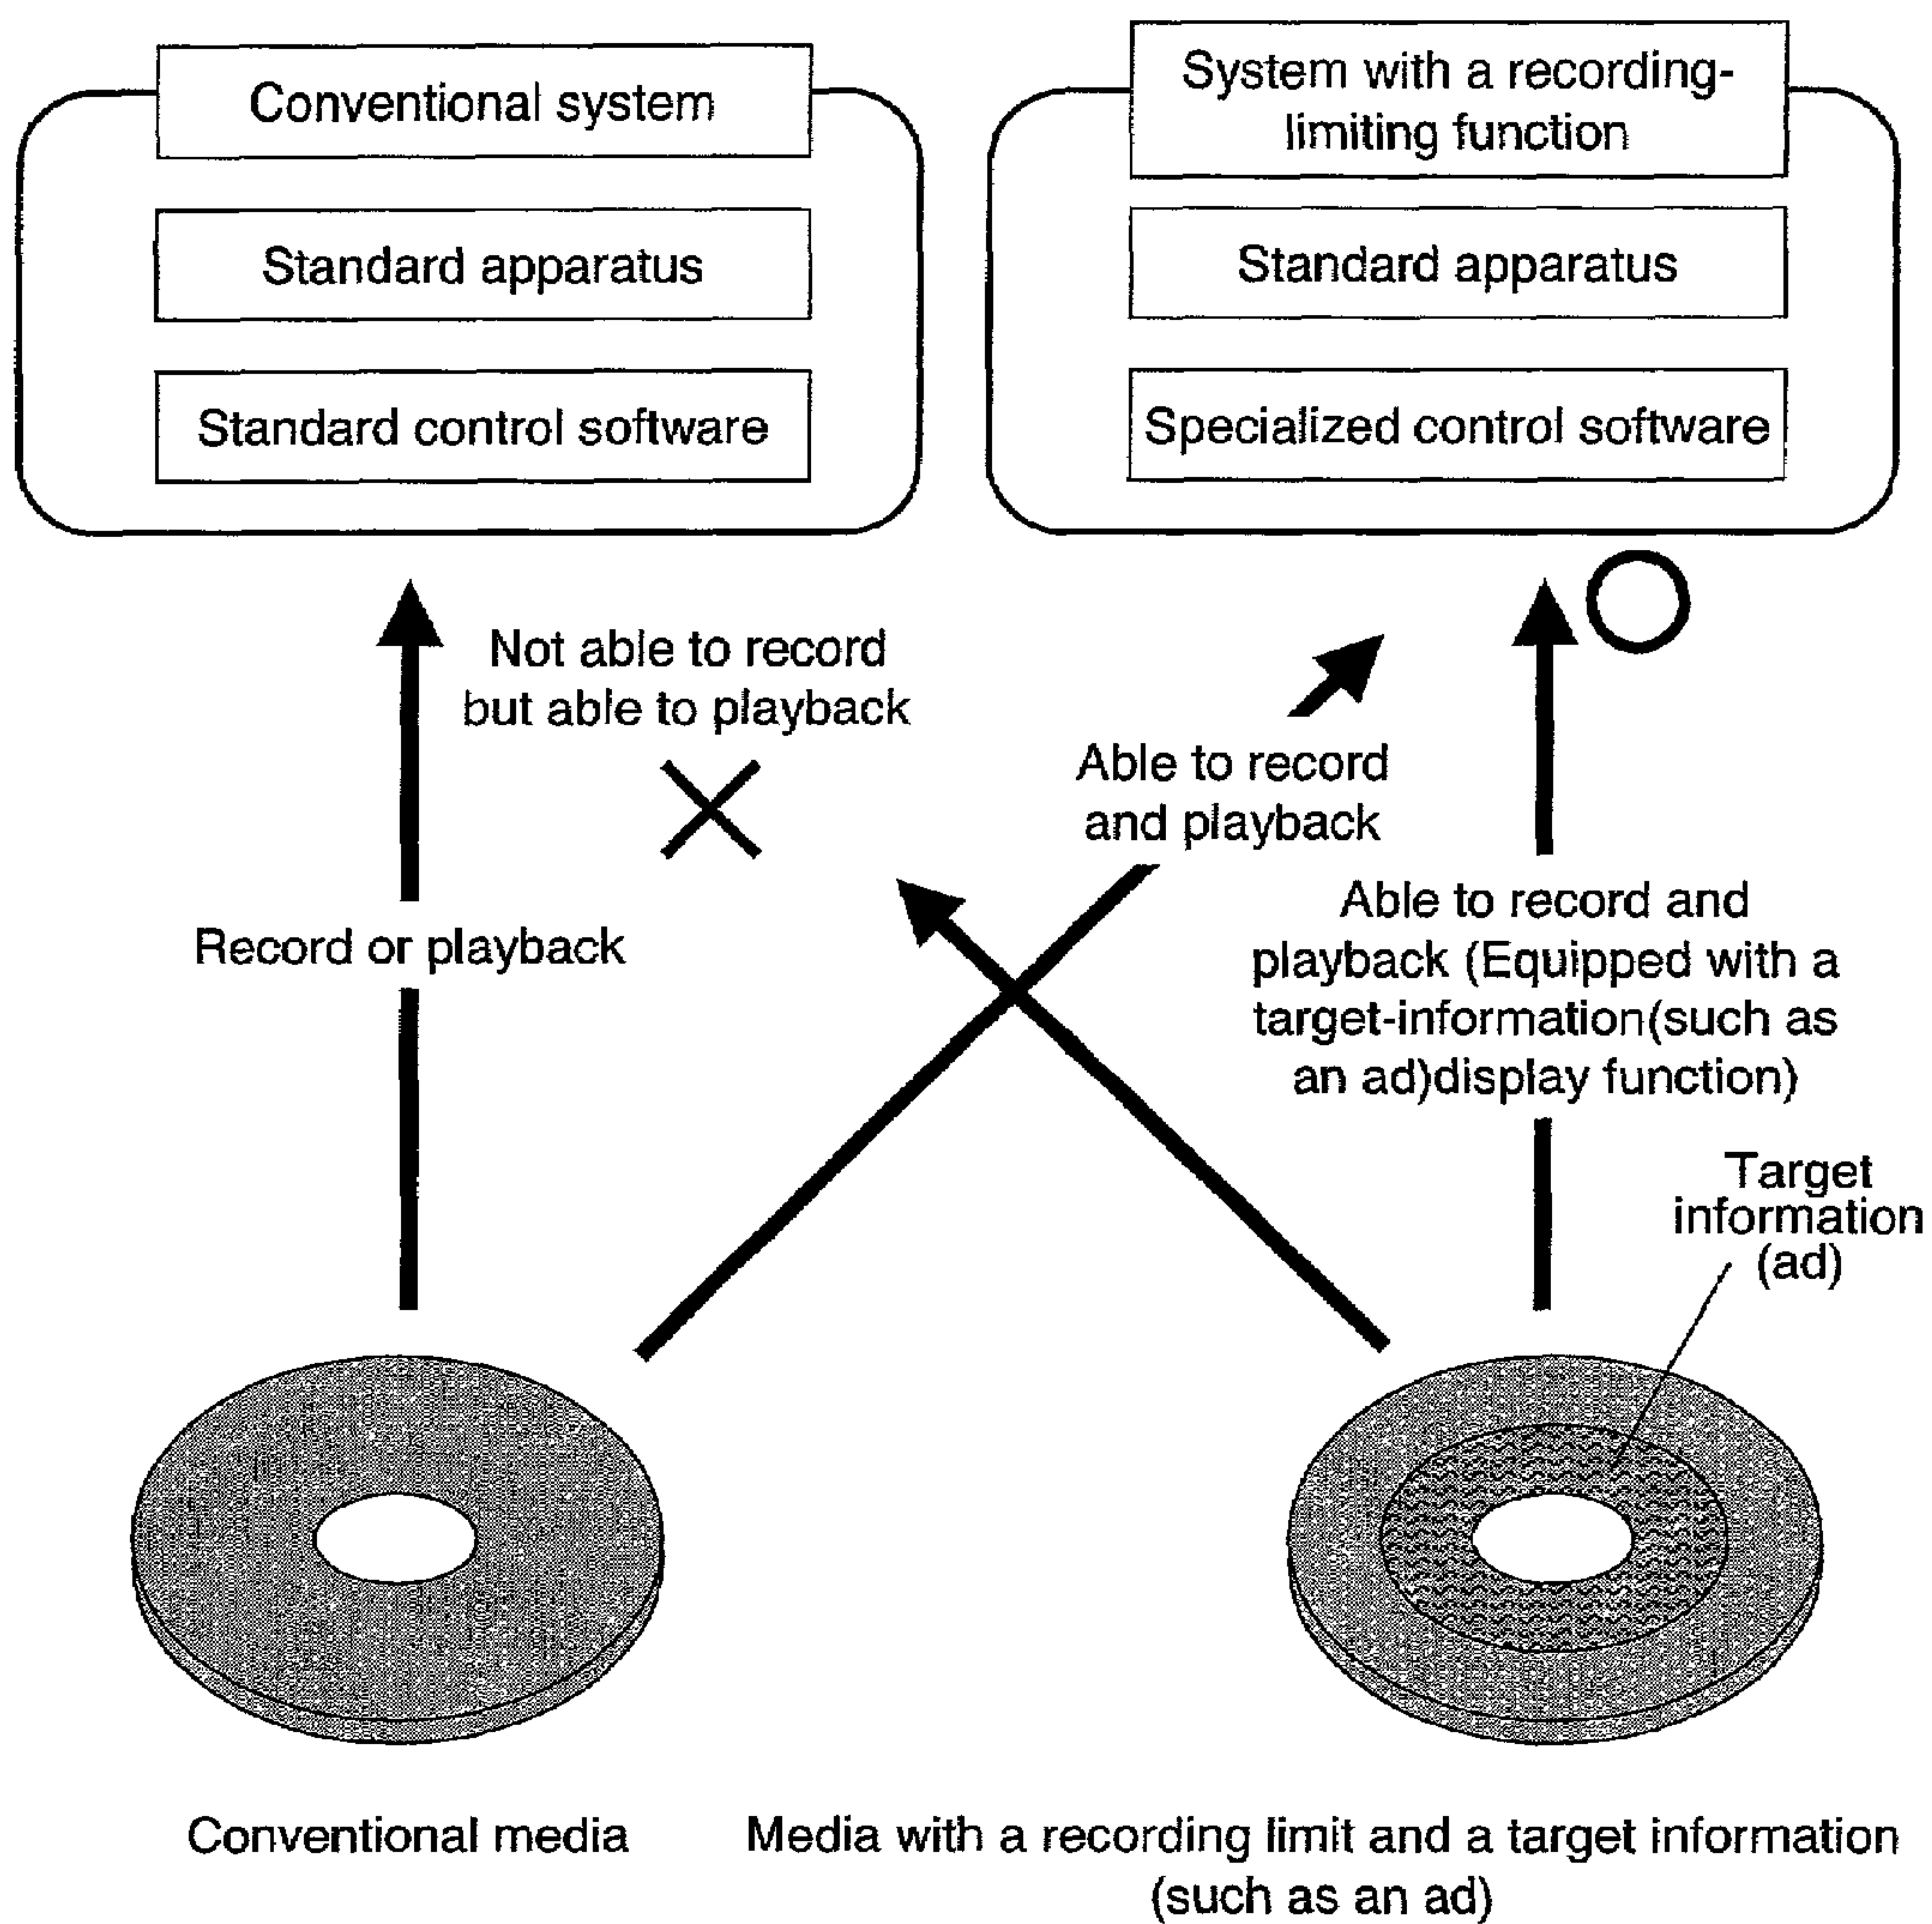 Conventional system
Standard apparatus
Standard control software
System with a recording-
limiting function
Standard apparatus
Specialized control software
Not able to record
but able to playback
Able to record
and playback
Record or playback
Able to record and
playback (Equipped with a
target-information(such as
an ad)display function)
Target
information
(ad)
Conventional media
Media with a recording limit and a target information
(such as an ad)